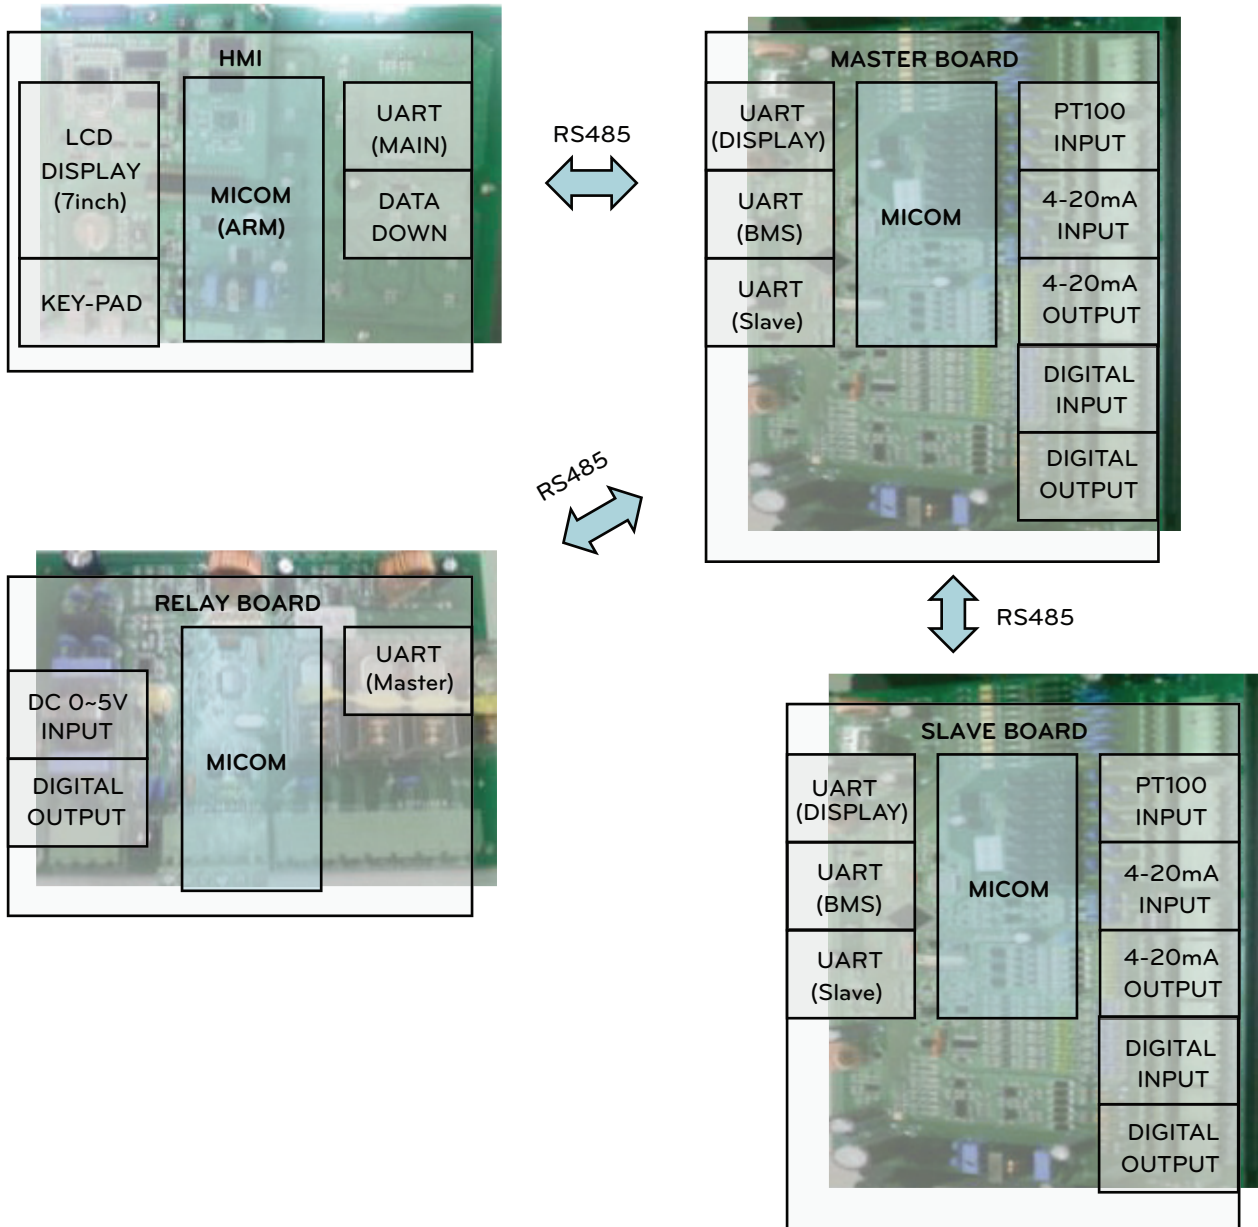 HMI
LCD
DISPLAY
(7inch)
KEY-PAD
MICOM
(ARM)
UART
(MAIN)
DATA
DOWN
RS485
MASTER BOARD
UART
(DISPLAY)
UART
(BMS)
UART
(Slave)
MICOM
PT100
INPUT
4-20mA
INPUT
4-20mA
OUTPUT
DIGITAL
INPUT
DIGITAL
OUTPUT
RS485
RELAY BOARD
DC 0~5V
INPUT
DIGITAL
OUTPUT
MICOM
UART
(Master)
RS485
SLAVE BOARD
UART
(DISPLAY)
UART
(BMS)
UART
(Slave)
MICOM
PT100
INPUT
4-20mA
INPUT
4-20mA
OUTPUT
DIGITAL
INPUT
DIGITAL
OUTPUT